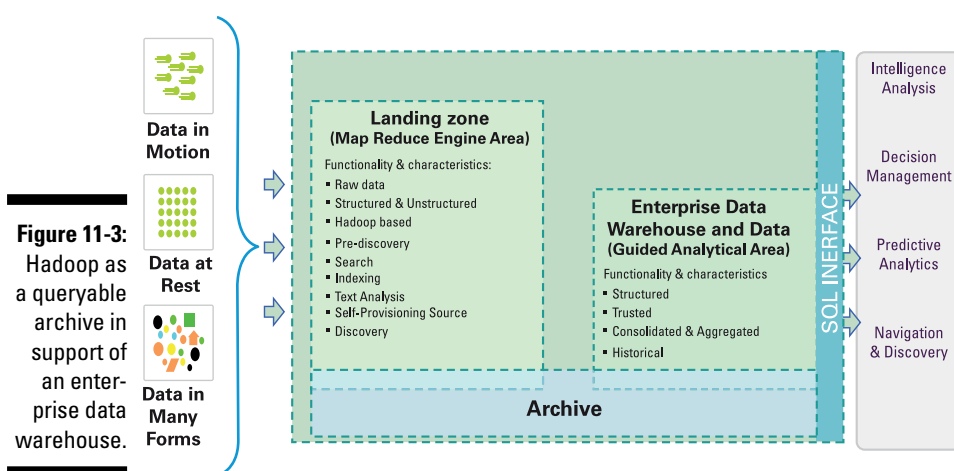 Figure 11-3:
Hadoop as
a queryable
archive in
support of
an enter-
prise data
warehouse.
Data in
Motion
Data at
Rest
Data in
Many
Forms
Landing zone
(Map Reduce Engine Area)
Functionality & characteristics:
▪ Raw data
▪ Structured & Unstructured
▪ Hadoop based
▪ Pre-discovery
▪ Search
▪ Indexing
▪ Text Analysis
▪ Self-Provisioning Source
▪ Discovery
Enterprise Data
Warehouse and Data
(Guided Analytical Area)
Functionality & characteristics
▪ Structured
▪ Trusted
▪ Consolidated & Aggregated
▪ Historical
Archive
SQL INERFACE
Intelligence
Analysis
Decision
Management
Predictive
Analytics
Navigation
& Discovery